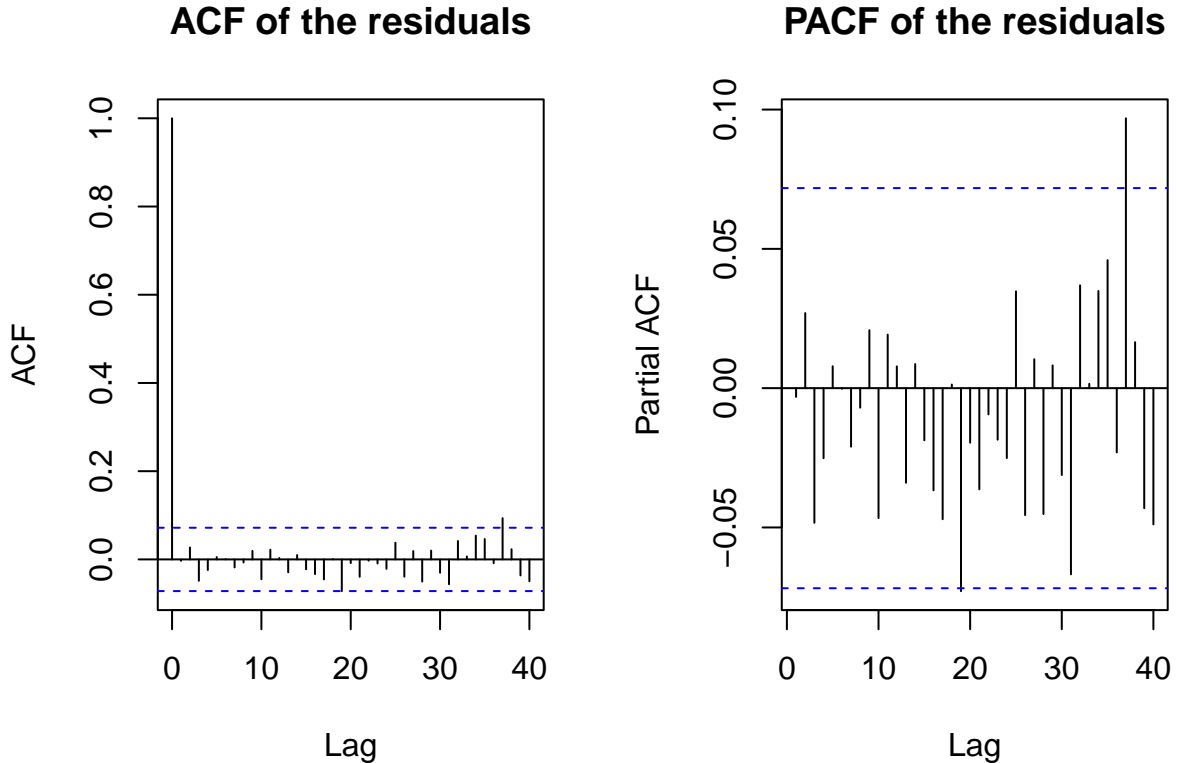 ACF of the residuals
ACF
1.0
0.8
0.6
0.4
0.2
0.0
0 10 20 30 40
Lag
PACF of the residuals
Partial ACF
0.10
0.05
0.00
−0.05
0 10 20 30 40
Lag